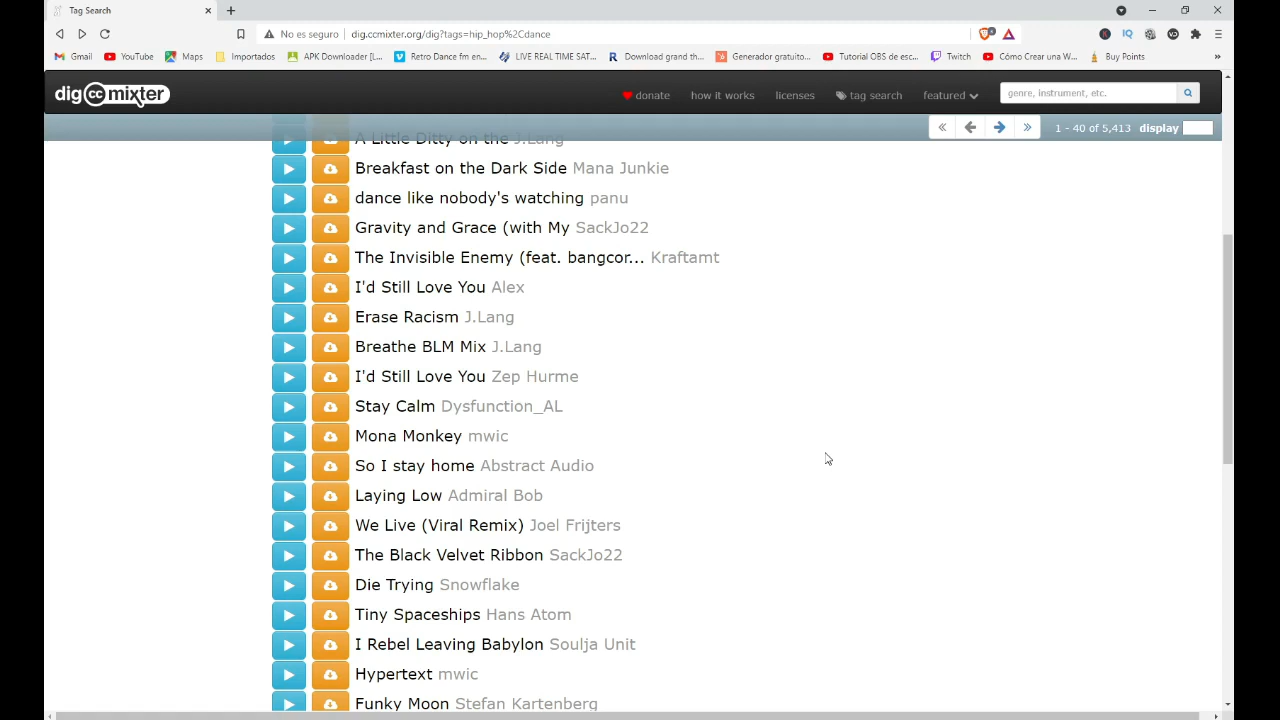 Tag Search
No es seguro dig.ccmixter.org/dig?tags=hip_hop%2Cdance
Gmail YouTube Maps Importados APK Downloader [L... Retro Dance fm en... LIVE REAL TIME SAT... Download grand th... Generador gratuito... Tutorial OBS de esc... Twitch Cómo Crear una W... Buy Points
dig cc mixter donate how it works licenses tag search featured genre, instrument, etc.
1 - 40 of 5,413 display
A Little Ditty on the J.Lang
Breakfast on the Dark Side Mana Junkie
dance like nobody's watching panu
Gravity and Grace (with My SackJo22
The Invisible Enemy (feat. bangcor... Kraftamt
I'd Still Love You Alex
Erase Racism J.Lang
Breathe BLM Mix J.Lang
I'd Still Love You Zep Hurme
Stay Calm Dysfunction_AL
Mona Monkey mwic
So I stay home Abstract Audio
Laying Low Admiral Bob
We Live (Viral Remix) Joel Frijters
The Black Velvet Ribbon SackJo22
Die Trying Snowflake
Tiny Spaceships Hans Atom
I Rebel Leaving Babylon Soulja Unit
Hypertext mwic
Funky Moon Stefan Kartenberg